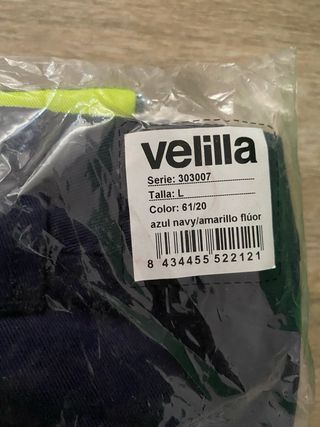 velilla
Serie: 303007
Talla: L
Color: 61/20
azul navy/amarillo flúor
8 434455 522121